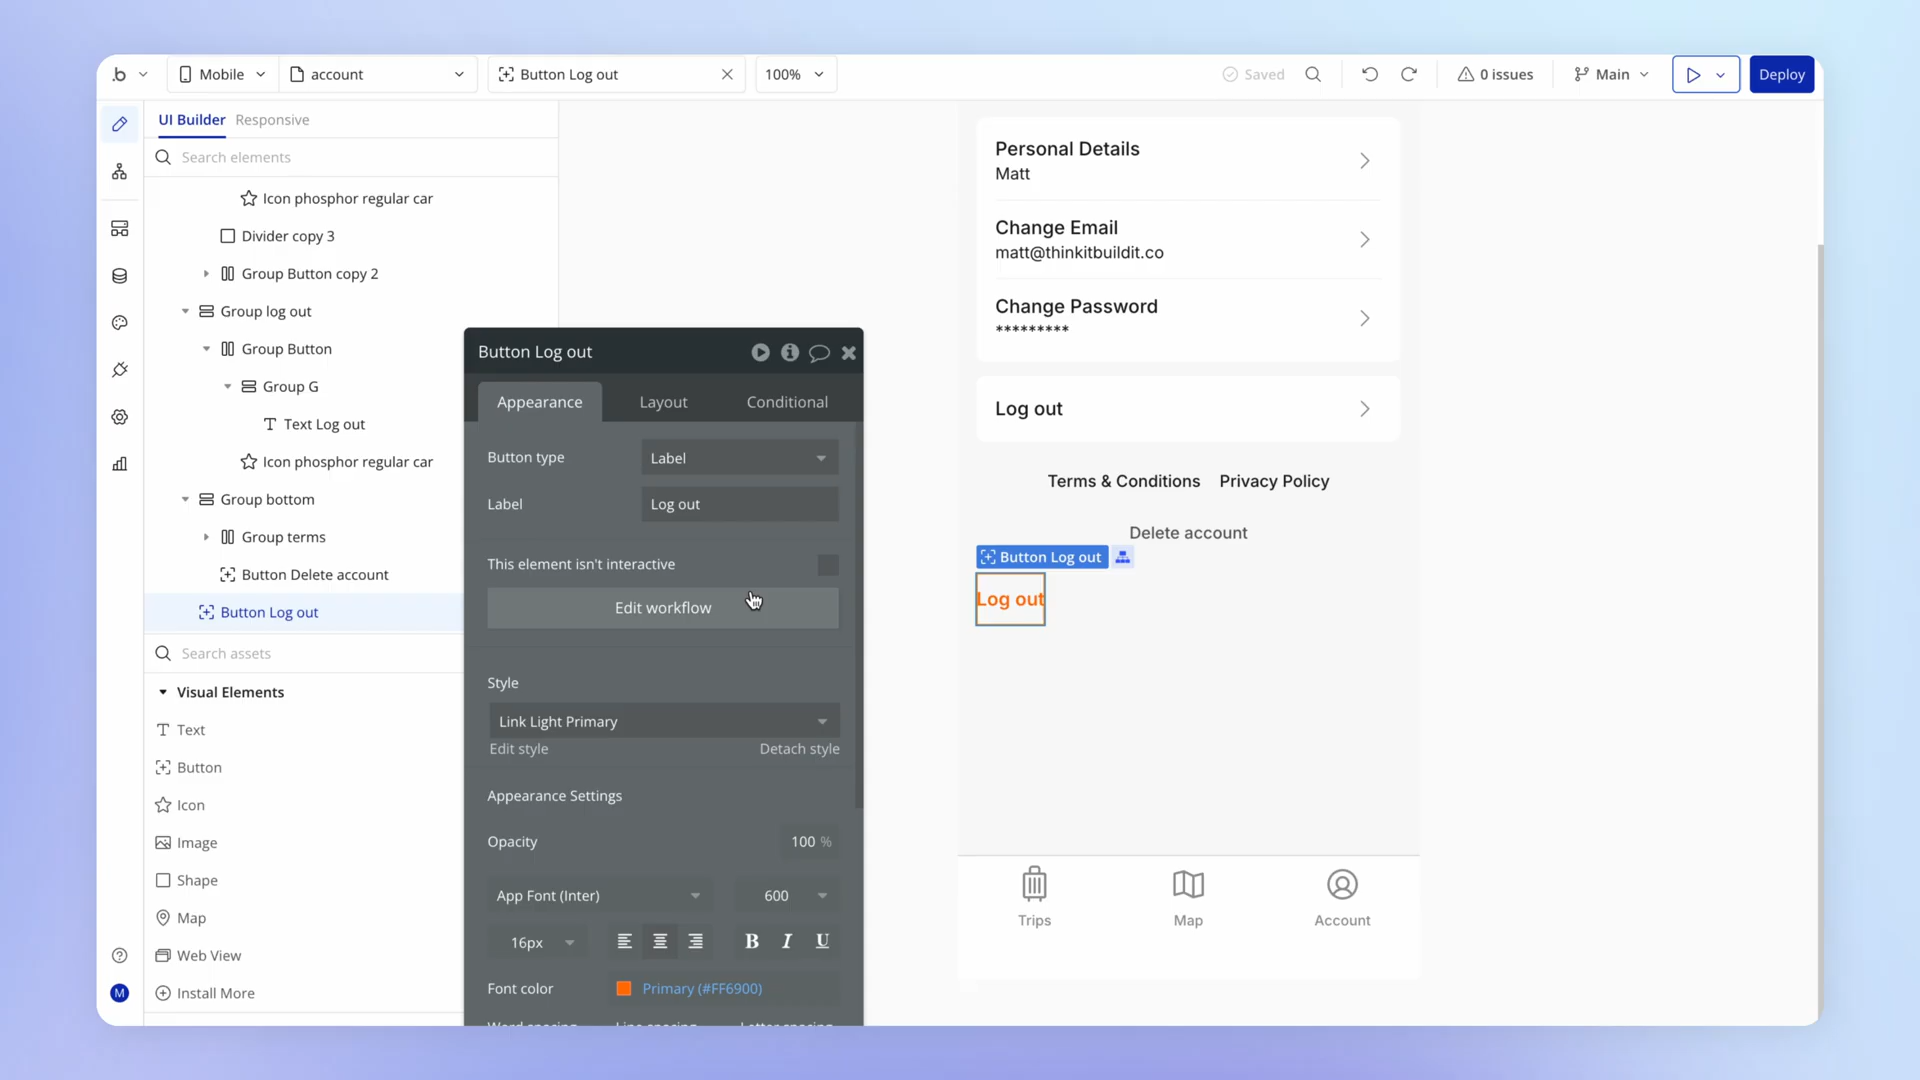 .b
Mobile
account
Button Log out
100%
Saved
0 issues
Main
Deploy
UI Builder
Responsive
Search elements
Icon phosphor regular car
Divider copy 3
Group Button copy 2
Group log out
Group Button
Group G
Text Log out
Icon phosphor regular car
Group bottom
Group terms
Button Delete account
Button Log out
Search assets
Visual Elements
Text
Button
Icon
Image
Shape
Map
Web View
Install More
M
Button Log out
Appearance
Layout
Conditional
Button type
Label
Label
Log out
This element isn't interactive
Edit workflow
Style
Link Light Primary
Edit style
Detach style
Appearance Settings
Opacity
100 %
App Font (Inter)
600
16px
B I U
Font color
Primary (#FF6900)
Word spacing
Line spacing
Letter spacing
Personal Details
Matt
Change Email
matt@thinkitbuildit.co
Change Password
*********
Log out
Terms & Conditions
Privacy Policy
Delete account
Button Log out
Log out
Trips
Map
Account